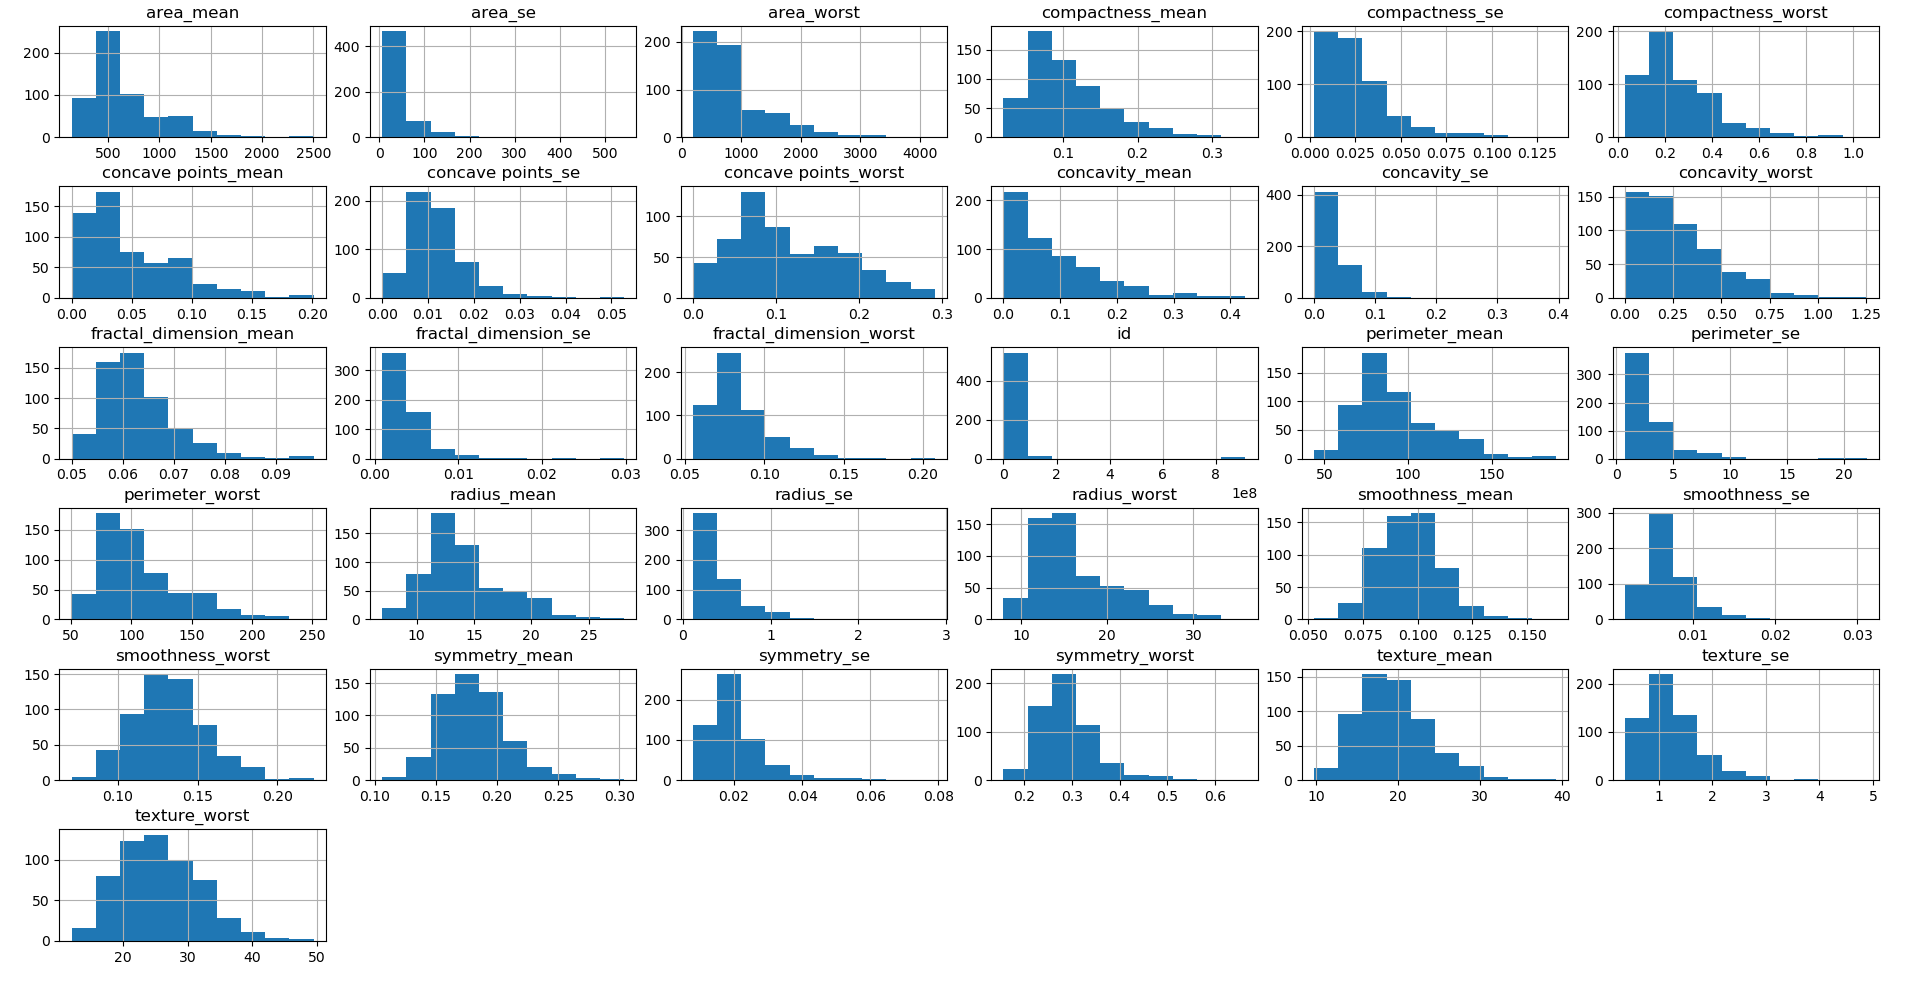 area_mean area_se area_worst compactness_mean compactness_se compactness_worst
200 400 200 150 200 200
100 200 100 100 100 100
0 0 0 50 0 0
0
500 1000 1500 2000 2500 0 100 200 300 400 500 0 1000 2000 3000 4000 0.1 0.2 0.3 0.000 0.025 0.050 0.075 0.100 0.125 0.0 0.2 0.4 0.6 0.8 1.0
concave points_mean concave points_se concave points_worst concavity_mean concavity_se concavity_worst
150 200 100 200 400 150
100 100 50 100 200 100
50 0 0 0 0 50
0 0
0.00 0.05 0.10 0.15 0.20 0.00 0.01 0.02 0.03 0.04 0.05 0.0 0.1 0.2 0.3 0.0 0.1 0.2 0.3 0.4 0.0 0.1 0.2 0.3 0.4 0.00 0.25 0.50 0.75 1.00 1.25
fractal_dimension_mean fractal_dimension_se fractal_dimension_worst id perimeter_mean perimeter_se
150 300 200 400 150 300
100 200 100 200 100 200
50 100 0 0 50 100
0 0 0 0
0.05 0.06 0.07 0.08 0.09 0.00 0.01 0.02 0.03 0.05 0.10 0.15 0.20 0 2 4 6 8 50 100 150 0 5 10 15 20
1e8
perimeter_worst radius_mean radius_se radius_worst smoothness_mean smoothness_se
150 150 300 150 150 300
100 100 200 100 100 200
50 50 100 50 50 100
0 0 0 0 0 0
50 100 150 200 250 10 15 20 25 0 1 2 3 10 20 30 0.050 0.075 0.100 0.125 0.150 0.01 0.02 0.03
smoothness_worst symmetry_mean symmetry_se symmetry_worst texture_mean texture_se
150 150 200 200 150 200
100 100 100 100 100 100
50 50 0 0 50 0
0 0 0
0.10 0.15 0.20 0.10 0.15 0.20 0.25 0.30 0.02 0.04 0.06 0.08 0.2 0.3 0.4 0.5 0.6 10 20 30 40 1 2 3 4 5
texture_worst
100
50
0
20 30 40 50